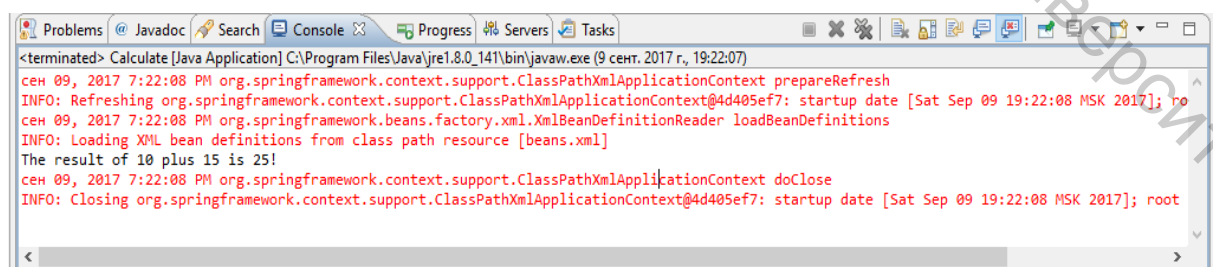 Problems @ Javadoc Search Console Progress Servers Tasks
<terminated> Calculate [Java Application] C:\Program Files\Java\jre1.8.0_141\bin\javaw.exe (9 сент. 2017 г., 19:22:07)
сен 09, 2017 7:22:08 PM org.springframework.context.support.ClassPathXmlApplicationContext prepareRefresh
INFO: Refreshing org.springframework.context.support.ClassPathXmlApplicationContext@4d405ef7: startup date [Sat Sep 09 19:22:08 MSK 2017]; ro
сен 09, 2017 7:22:08 PM org.springframework.beans.factory.xml.XmlBeanDefinitionReader loadBeanDefinitions
INFO: Loading XML bean definitions from class path resource [beans.xml]
The result of 10 plus 15 is 25!
сен 09, 2017 7:22:08 PM org.springframework.context.support.ClassPathXmlApplicationContext doClose
INFO: Closing org.springframework.context.support.ClassPathXmlApplicationContext@4d405ef7: startup date [Sat Sep 09 19:22:08 MSK 2017]; root